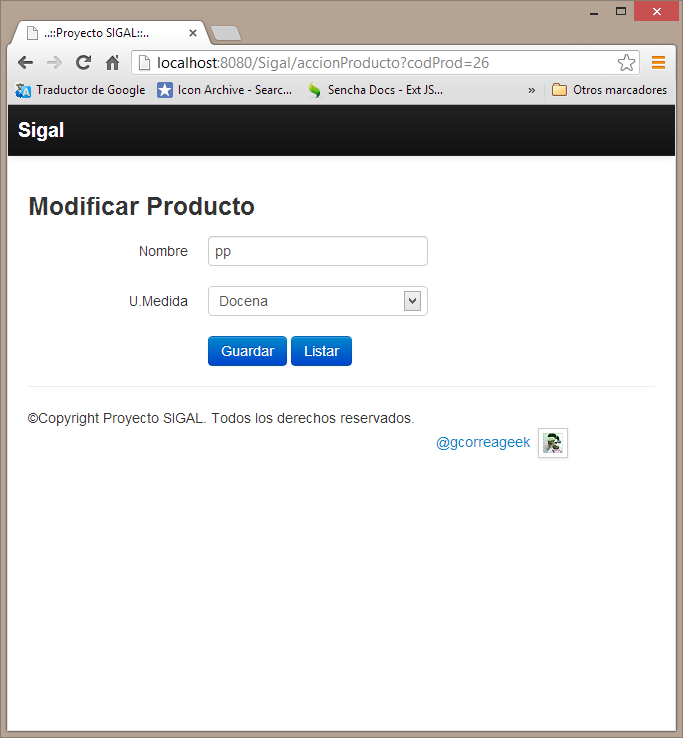 ..::Proyecto SIGAL::..
localhost:8080/Sigal/accionProducto?codProd=26
Traductor de Google Icon Archive - Searc... Sencha Docs - Ext JS... » Otros marcadores
Sigal
Modificar Producto
Nombre pp
U.Medida Docena
Guardar Listar
©Copyright Proyecto SIGAL. Todos los derechos reservados.
@gcorreageek